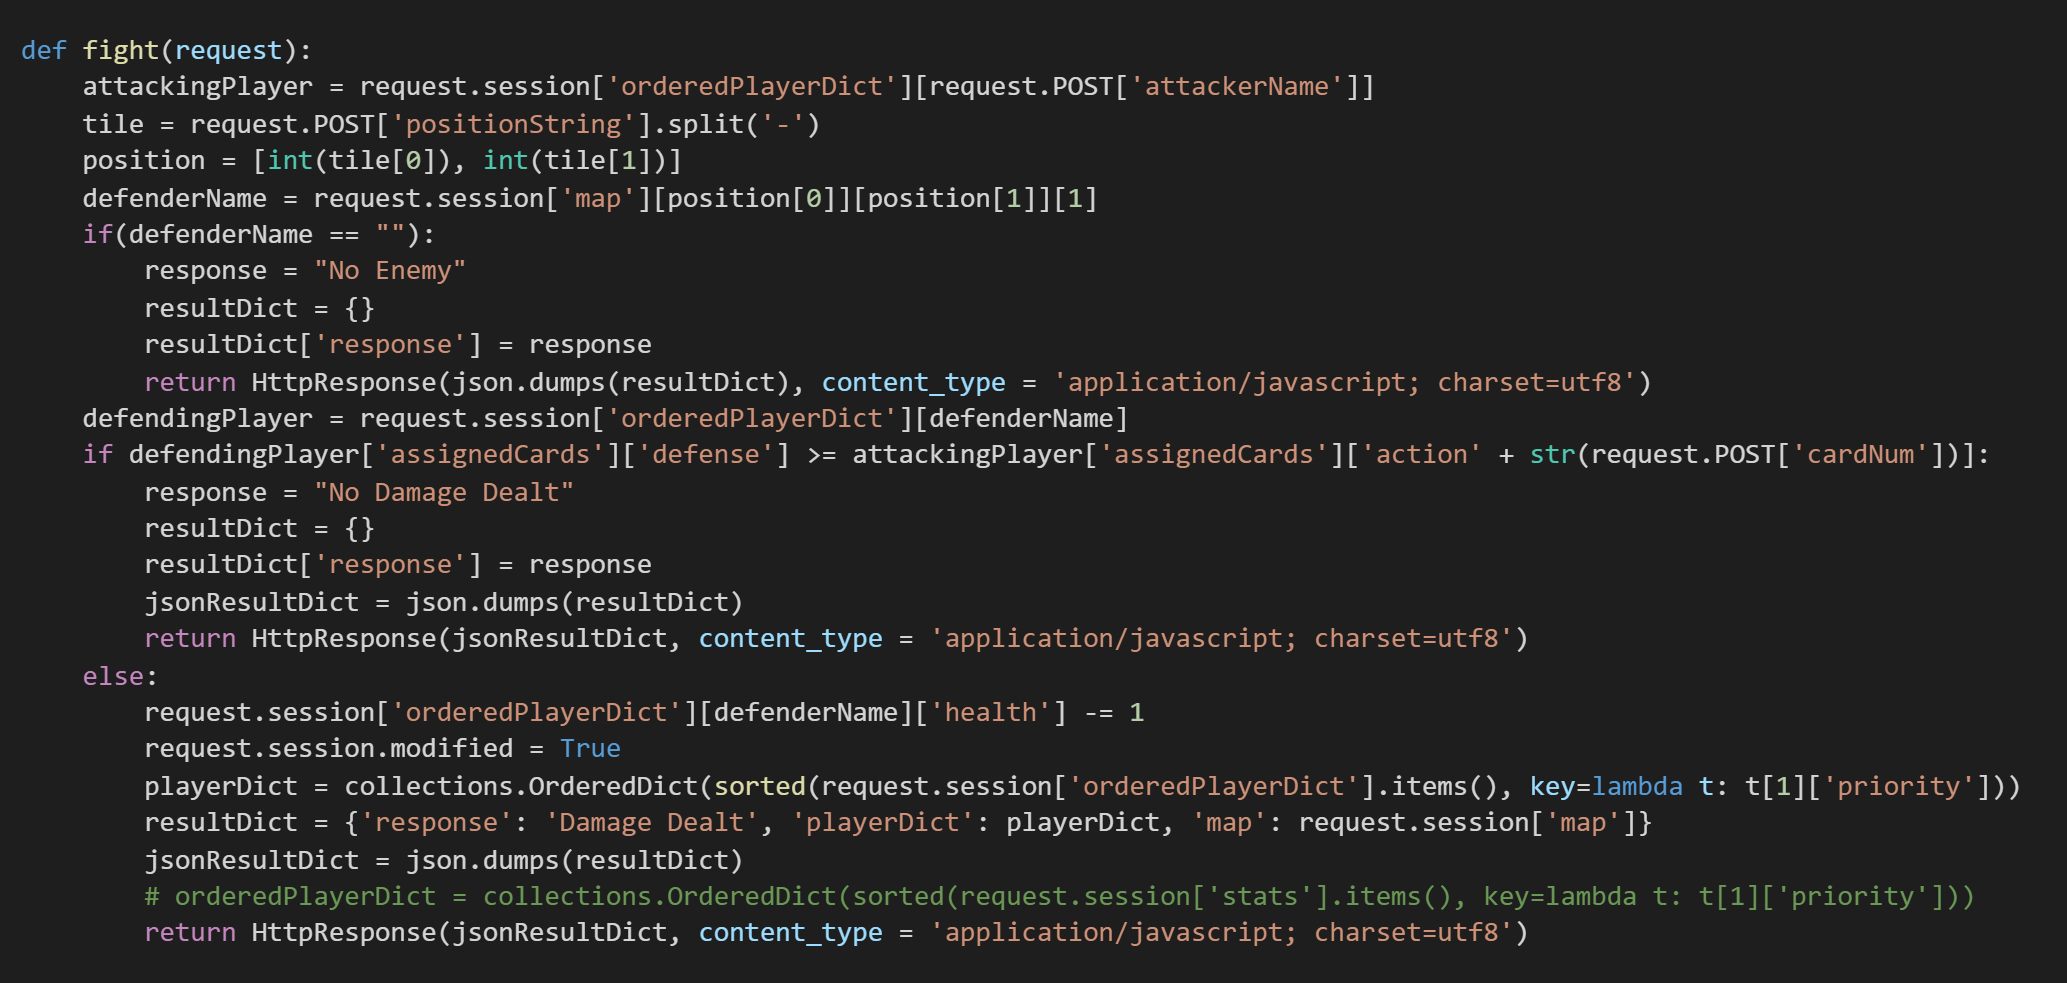 def fight(request):
    attackingPlayer = request.session['orderedPlayerDict'][request.POST['attackerName']]
    tile = request.POST['positionString'].split('-')
    position = [int(tile[0]), int(tile[1])]
    defenderName = request.session['map'][position[0]][position[1]][1]
    if(defenderName == ""):
        response = "No Enemy"
        resultDict = {}
        resultDict['response'] = response
        return HttpResponse(json.dumps(resultDict), content_type = 'application/javascript; charset=utf8')
    defendingPlayer = request.session['orderedPlayerDict'][defenderName]
    if defendingPlayer['assignedCards']['defense'] >= attackingPlayer['assignedCards']['action' + str(request.POST['cardNum'])]:
        response = "No Damage Dealt"
        resultDict = {}
        resultDict['response'] = response
        jsonResultDict = json.dumps(resultDict)
        return HttpResponse(jsonResultDict, content_type = 'application/javascript; charset=utf8')
    else:
        request.session['orderedPlayerDict'][defenderName]['health'] -= 1
        request.session.modified = True
        playerDict = collections.OrderedDict(sorted(request.session['orderedPlayerDict'].items(), key=lambda t: t[1]['priority']))
        resultDict = {'response': 'Damage Dealt', 'playerDict': playerDict, 'map': request.session['map']}
        jsonResultDict = json.dumps(resultDict)
        # orderedPlayerDict = collections.OrderedDict(sorted(request.session['stats'].items(), key=lambda t: t[1]['priority']))
        return HttpResponse(jsonResultDict, content_type = 'application/javascript; charset=utf8')